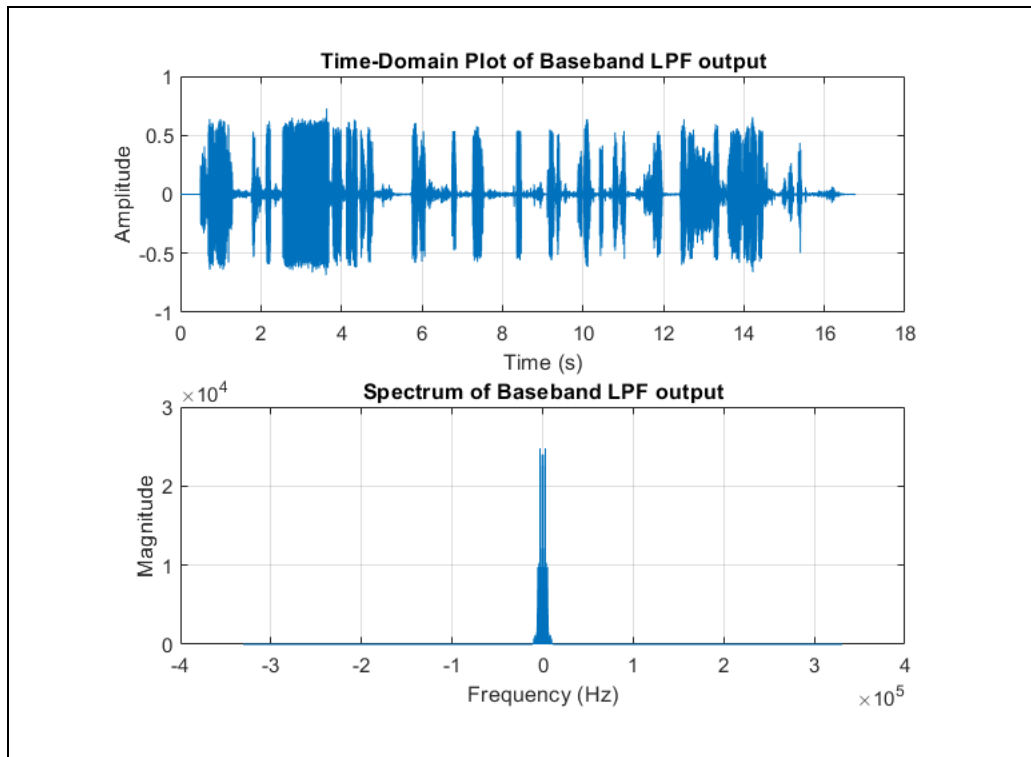 Time-Domain Plot of Baseband LPF output
1
0.5
0
-0.5
-1
Amplitude
0 2 4 6 8 10 12 14 16 18
Time (s)
Spectrum of Baseband LPF output
×10^4
3
2
1
0
Magnitude
-4 -3 -2 -1 0 1 2 3 4
Frequency (Hz)
×10^5